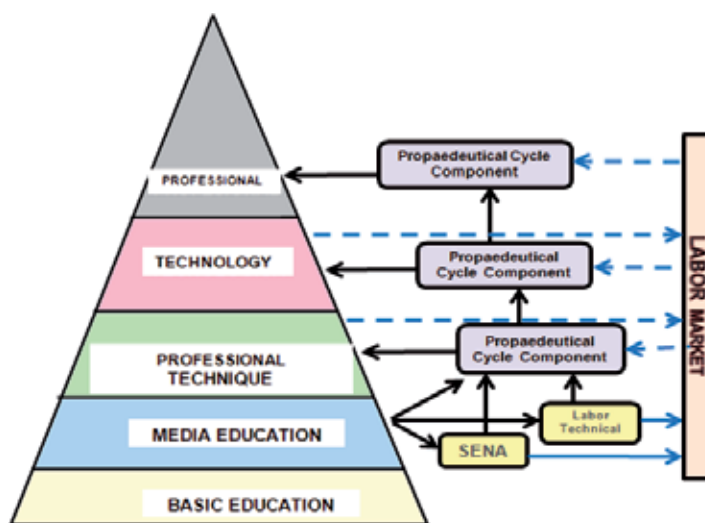 Propaedeutical Cycle
Component
PROFESSIONAL
TECHNOLOGY
Propaedeutical
Cycle Component
LABOR MARKET
Propaedeutical
Cycle Component
PROFESSIONAL
TECHNIQUE
MEDIA EDUCATION
Labor
Technical
SENA
BASIC EDUCATION